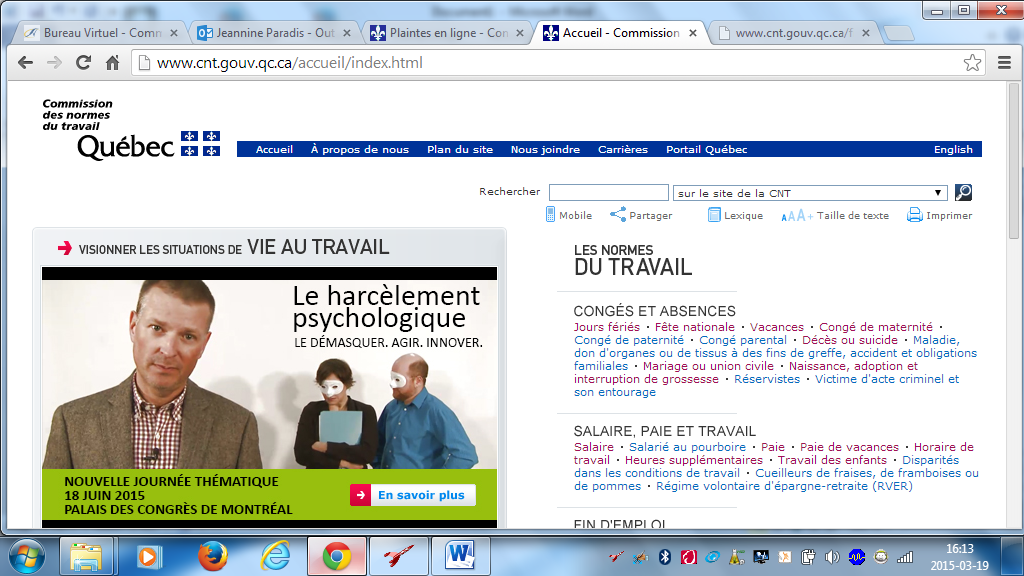 Document1 - Microsoft Word
Bureau Virtuel - Comm
Jeannine Paradis - Out
Plaintes en ligne - Con
Accueil - Commission
www.cnt.gouv.qc.ca/f
www.cnt.gouv.qc.ca/accueil/index.html
Commission
des normes
du travail
Québec
Accueil À propos de nous Plan du site Nous joindre Carrières Portail Québec English
Rechercher sur le site de la CNT
Mobile Partager Lexique AAA+ Taille de texte Imprimer
VISIONNER LES SITUATIONS DE VIE AU TRAVAIL
Le harcèlement
psychologique
LE DÉMASQUER. AGIR. INNOVER.
NOUVELLE JOURNÉE THÉMATIQUE
18 JUIN 2015
PALAIS DES CONGRÈS DE MONTRÉAL
En savoir plus
LES NORMES
DU TRAVAIL
CONGÉS ET ABSENCES
Jours fériés · Fête nationale · Vacances · Congé de maternité ·
Congé de paternité · Congé parental · Décès ou suicide · Maladie,
don d'organes ou de tissus à des fins de greffe, accident et obligations
familiales · Mariage ou union civile · Naissance, adoption et
interruption de grossesse · Réservistes · Victime d'acte criminel et
son entourage
SALAIRE, PAIE ET TRAVAIL
Salaire · Salarié au pourboire · Paie · Paie de vacances · Horaire de
travail · Heures supplémentaires · Travail des enfants · Disparités
dans les conditions de travail · Cueilleurs de fraises, de framboises ou
de pommes · Régime volontaire d'épargne-retraite (RVER)
FIN D'EMPLOI
16:13
2015-03-19